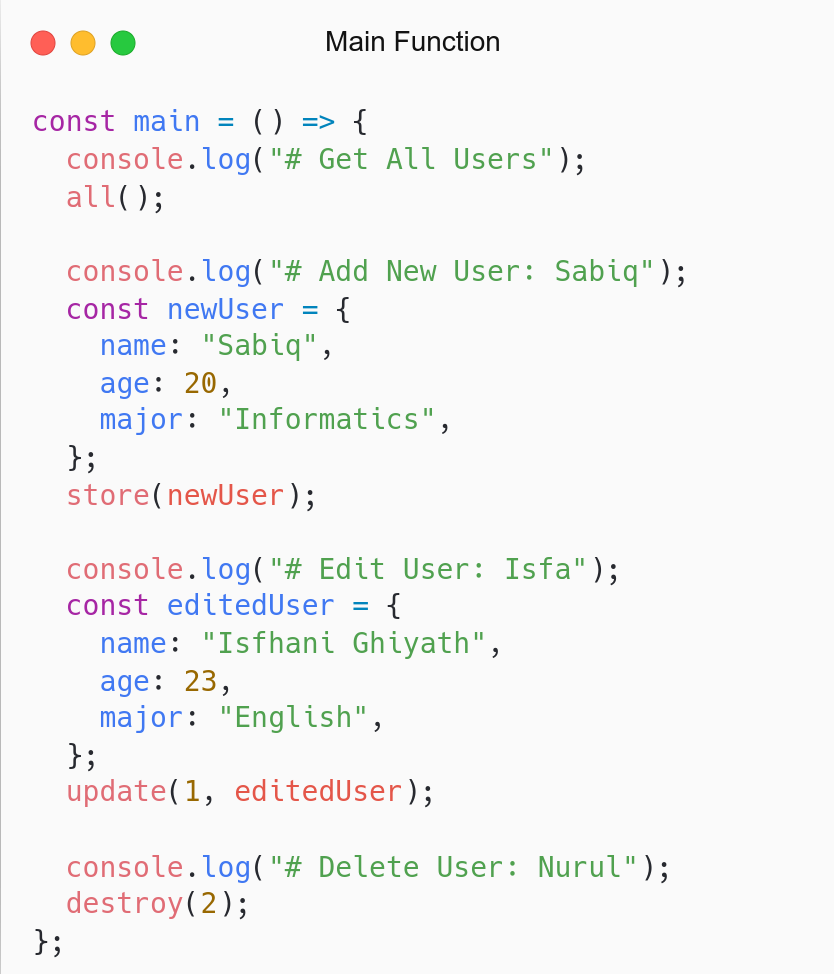 Main Function
const main = () => {
  console.log("# Get All Users");
  all();

  console.log("# Add New User: Sabiq");
  const newUser = {
    name: "Sabiq",
    age: 20,
    major: "Informatics",
  };
  store(newUser);

  console.log("# Edit User: Isfa");
  const editedUser = {
    name: "Isfhani Ghiyath",
    age: 23,
    major: "English",
  };
  update(1, editedUser);

  console.log("# Delete User: Nurul");
  destroy(2);
};